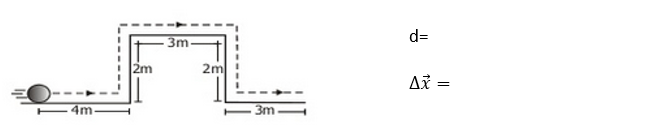 d=
3m
2m 2m
Δx⃗ =
4m 3m